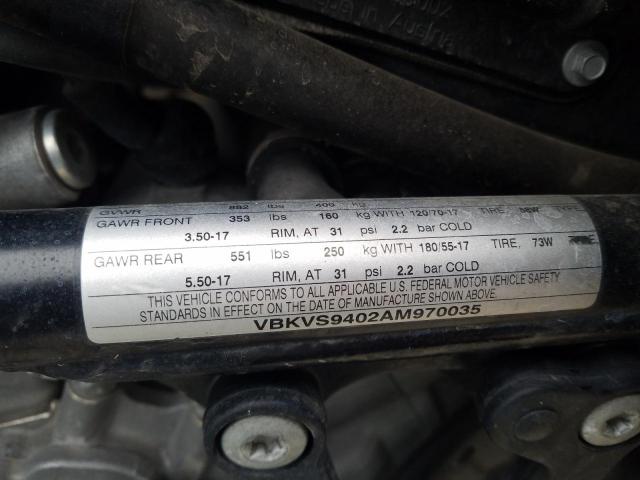 in Austria
GVWR 882 lbs 400 kg
GAWR FRONT 353 lbs 160 kg WITH 120/70-17 TIRE, 58W
3.50-17 RIM, AT 31 psi 2.2 bar COLD
GAWR REAR 551 lbs 250 kg WITH 180/55-17 TIRE, 73W
5.50-17 RIM, AT 31 psi 2.2 bar COLD
THIS VEHICLE CONFORMS TO ALL APPLICABLE U.S. FEDERAL MOTOR VEHICLE SAFETY
STANDARDS IN EFFECT ON THE DATE OF MANUFACTURE SHOWN ABOVE.
VBKVS9402AM970035